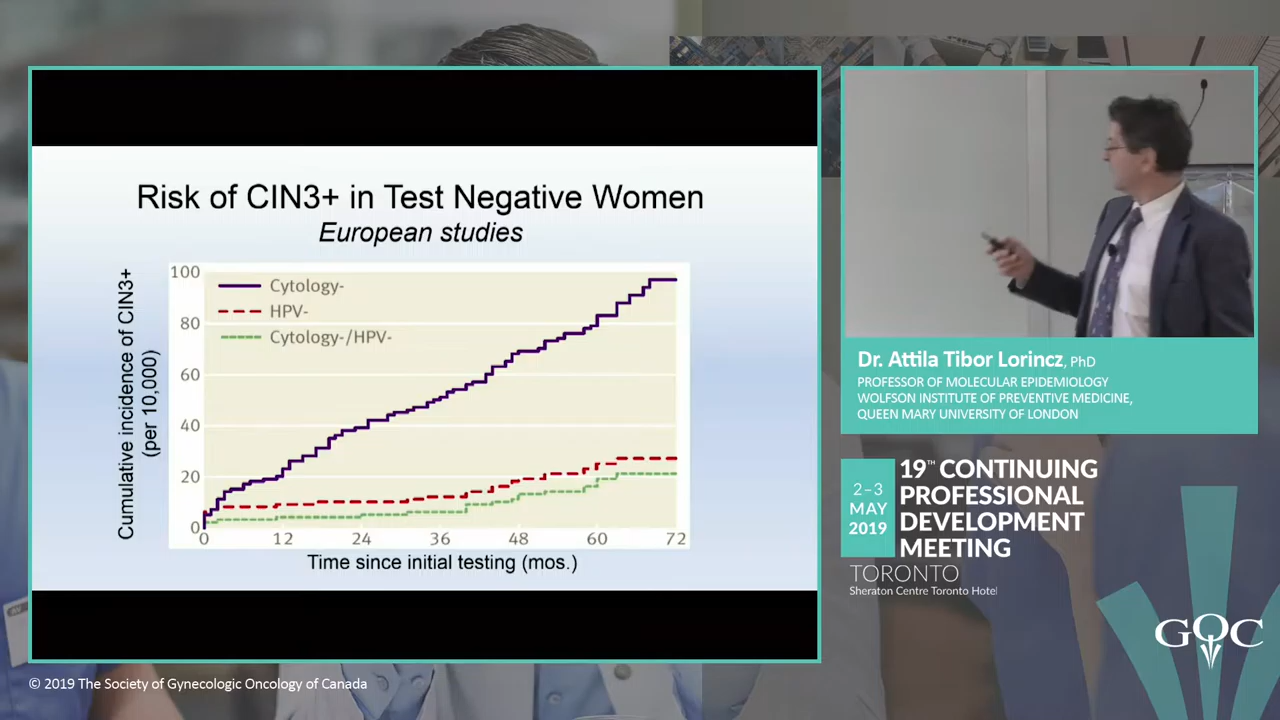 Risk of CIN3+ in Test Negative Women
European studies
Cumulative incidence of CIN3+
(per 10,000)
100
80
60
40
20
0
Cytology-
HPV-
Cytology-/HPV-
0 12 24 36 48 60 72
Time since initial testing (mos.)
Dr. Attila Tibor Lorincz, PhD
PROFESSOR OF MOLECULAR EPIDEMIOLOGY
WOLFSON INSTITUTE OF PREVENTIVE MEDICINE,
QUEEN MARY UNIVERSITY OF LONDON
2–3
MAY
2019
19™ CONTINUING
PROFESSIONAL
DEVELOPMENT
MEETING
TORONTO
Sheraton Centre Toronto Hotel
GOC
© 2019 The Society of Gynecologic Oncology of Canada